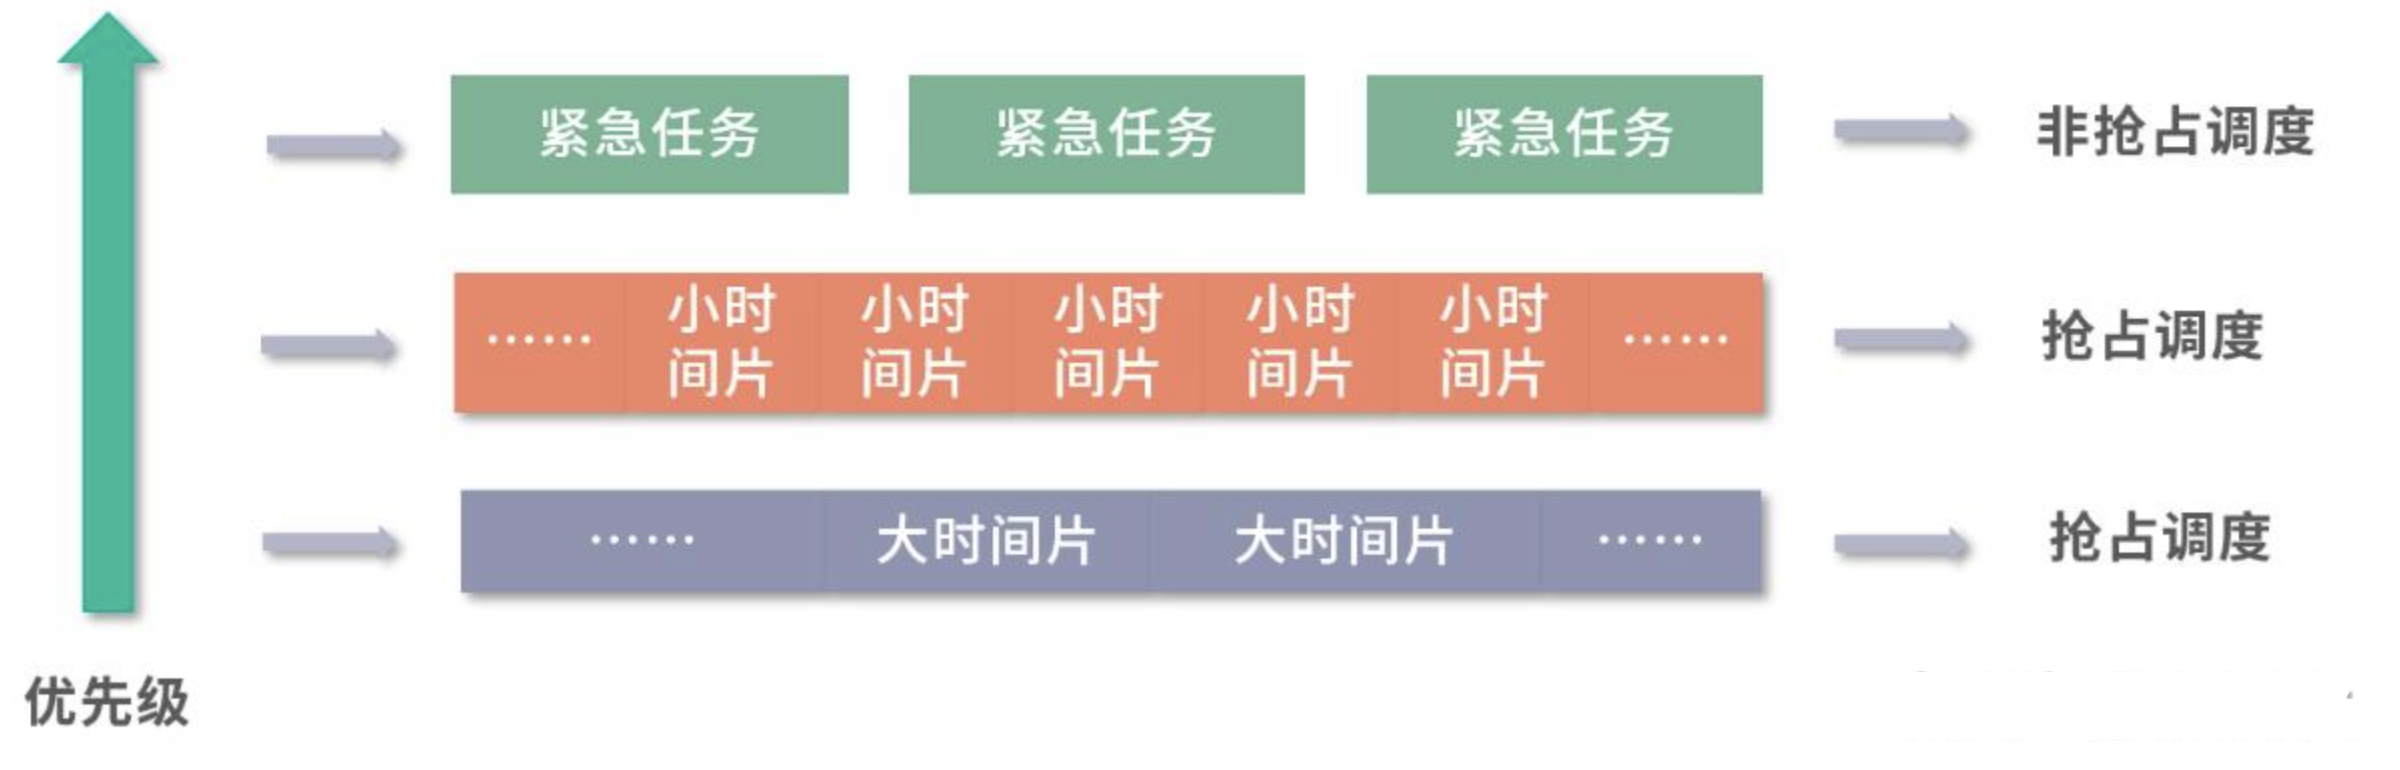 紧急任务 紧急任务 紧急任务 非抢占调度
…… 小时间片 小时间片 小时间片 小时间片 小时间片 …… 抢占调度
…… 大时间片 大时间片 …… 抢占调度
优先级